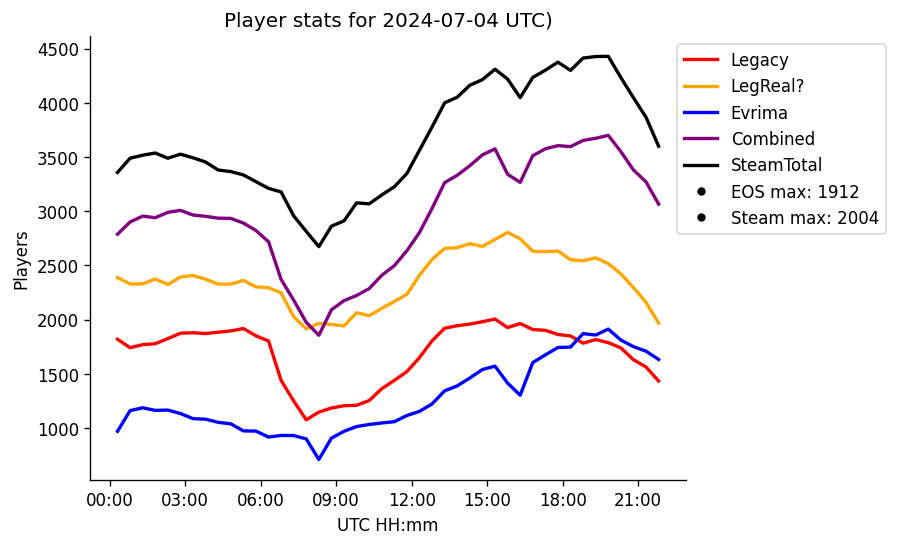 Player stats for 2024-07-04 UTC)
4500
4000
3500
3000
2500
2000
1500
1000
Players
00:00 03:00 06:00 09:00 12:00 15:00 18:00 21:00
UTC HH:mm
Legacy
LegReal?
Evrima
Combined
SteamTotal
EOS max: 1912
Steam max: 2004